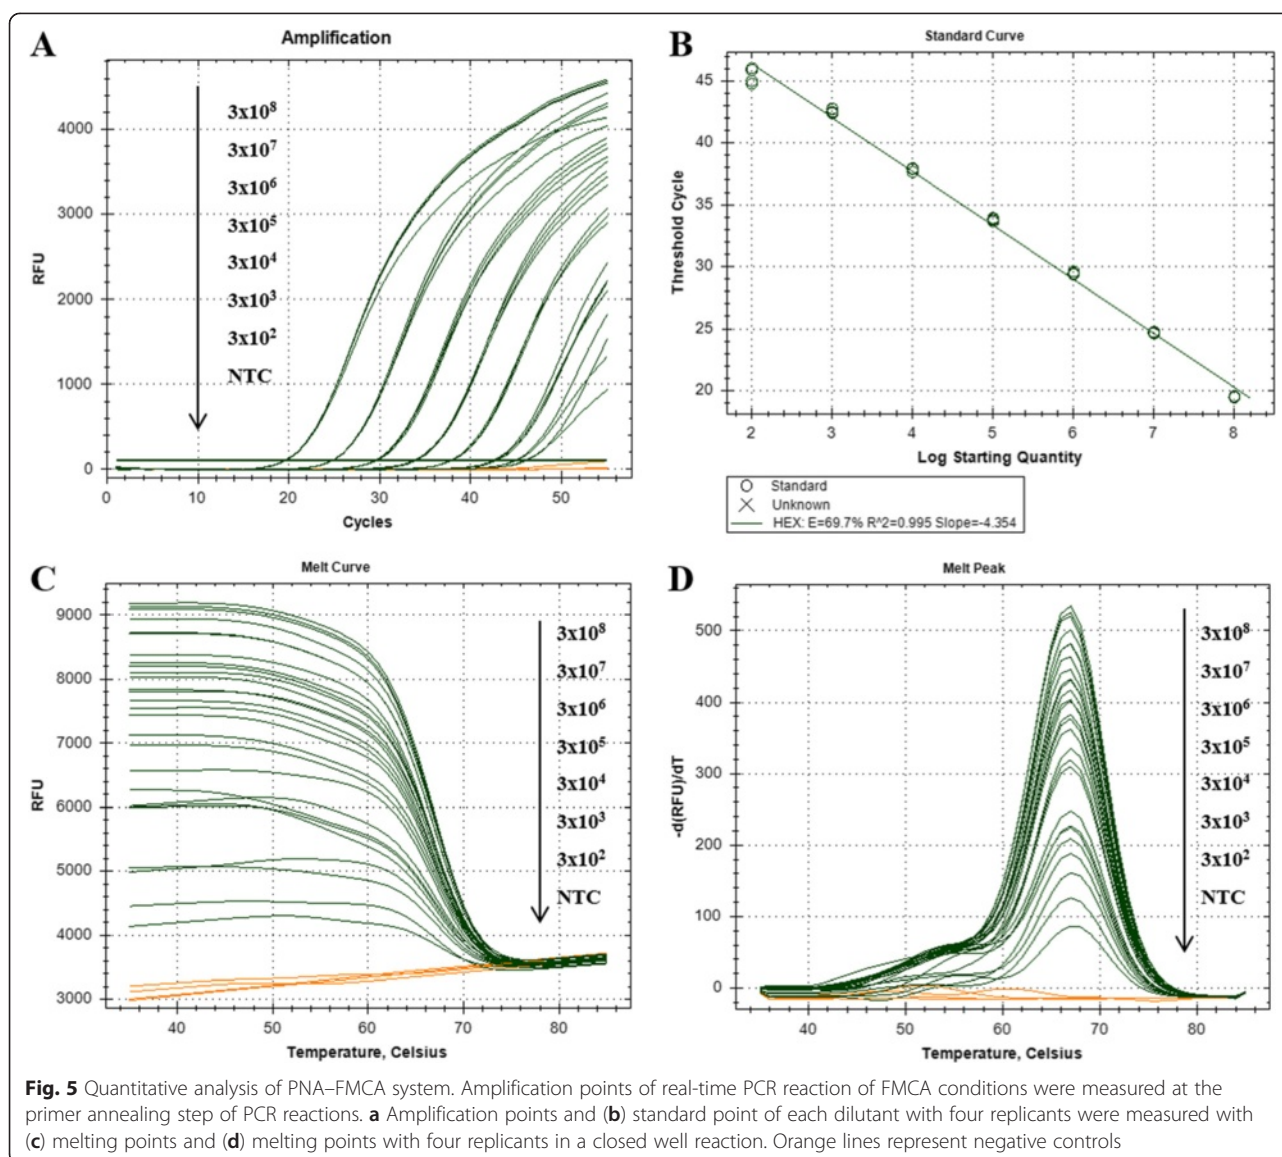 A
Amplification
4000
3000
2000
1000
0
RFU
0 10 20 30 40 50
Cycles
3x10⁸
3x10⁷
3x10⁶
3x10⁵
3x10⁴
3x10³
3x10²
NTC
B
Standard Curve
45
40
35
30
25
20
Threshold Cycle
2 3 4 5 6 7 8
Log Starting Quantity
Standard
Unknown
HEX: E=69.7% R^2=0.995 Slope=-4.354
C
Melt Curve
9000
8000
7000
6000
5000
4000
3000
RFU
40 50 60 70 80
Temperature, Celsius
3x10⁸
3x10⁷
3x10⁶
3x10⁵
3x10⁴
3x10³
3x10²
NTC
D
Melt Peak
500
400
300
200
100
0
-d(RFU)/dT
40 50 60 70 80
Temperature, Celsius
3x10⁸
3x10⁷
3x10⁶
3x10⁵
3x10⁴
3x10³
3x10²
NTC
Fig. 5 Quantitative analysis of PNA–FMCA system. Amplification points of real-time PCR reaction of FMCA conditions were measured at the
primer annealing step of PCR reactions. a Amplification points and (b) standard point of each dilutant with four replicants were measured with
(c) melting points and (d) melting points with four replicants in a closed well reaction. Orange lines represent negative controls